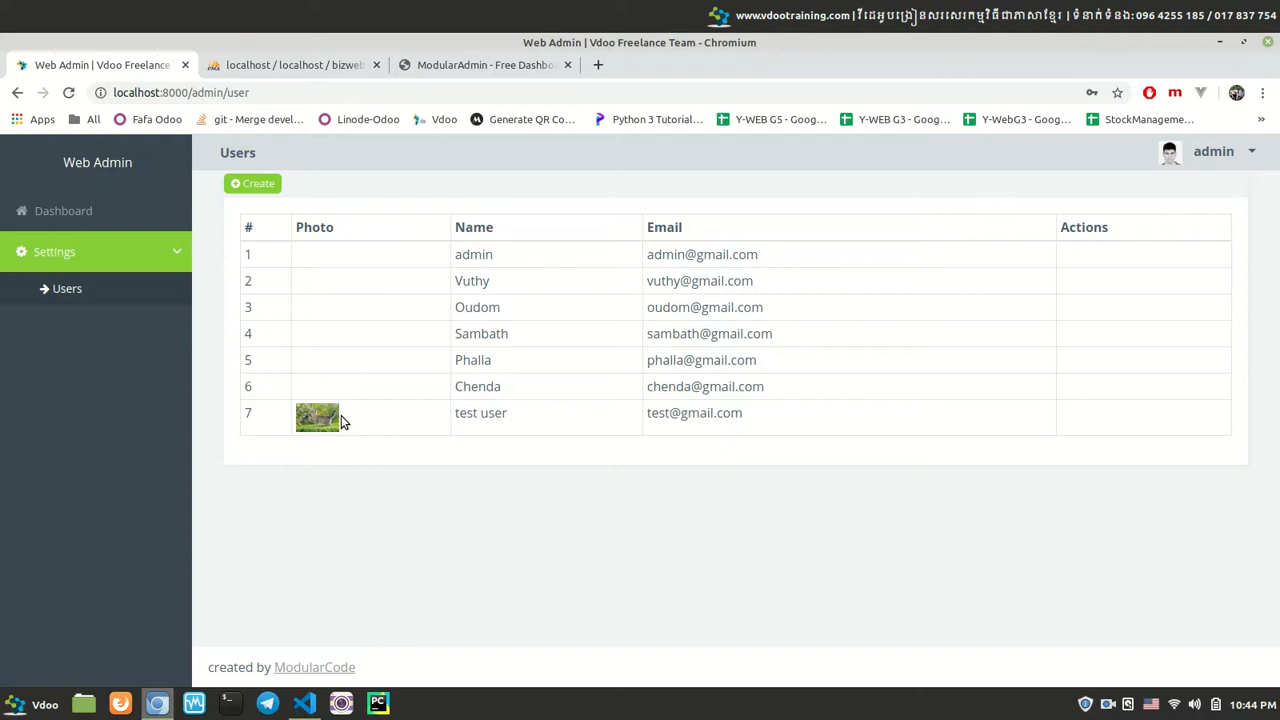 www.vdootraining.com | វីដេអូបង្រៀនសរសេរកម្មវិធីជាភាសាខ្មែរ | ទំនាក់ទំនង: 096 4255 185 / 017 837 754
Web Admin | Vdoo Freelance Team - Chromium
Web Admin | Vdoo Freelance
localhost / localhost / bizweb
ModularAdmin - Free Dashbo
localhost:8000/admin/user
Apps
All
Fafa Odoo
git - Merge devel...
Linode-Odoo
Vdoo
Generate QR Co...
Python 3 Tutorial...
Y-WEB G5 - Goog...
Y-WEB G3 - Goog...
Y-WebG3 - Goog...
StockManageme...
Web Admin
Users
admin
Dashboard
Create
Settings
Users
# Photo Name Email Actions
1 admin admin@gmail.com
2 Vuthy vuthy@gmail.com
3 Oudom oudom@gmail.com
4 Sambath sambath@gmail.com
5 Phalla phalla@gmail.com
6 Chenda chenda@gmail.com
7 test user test@gmail.com
created by ModularCode
Vdoo
10:44 PM